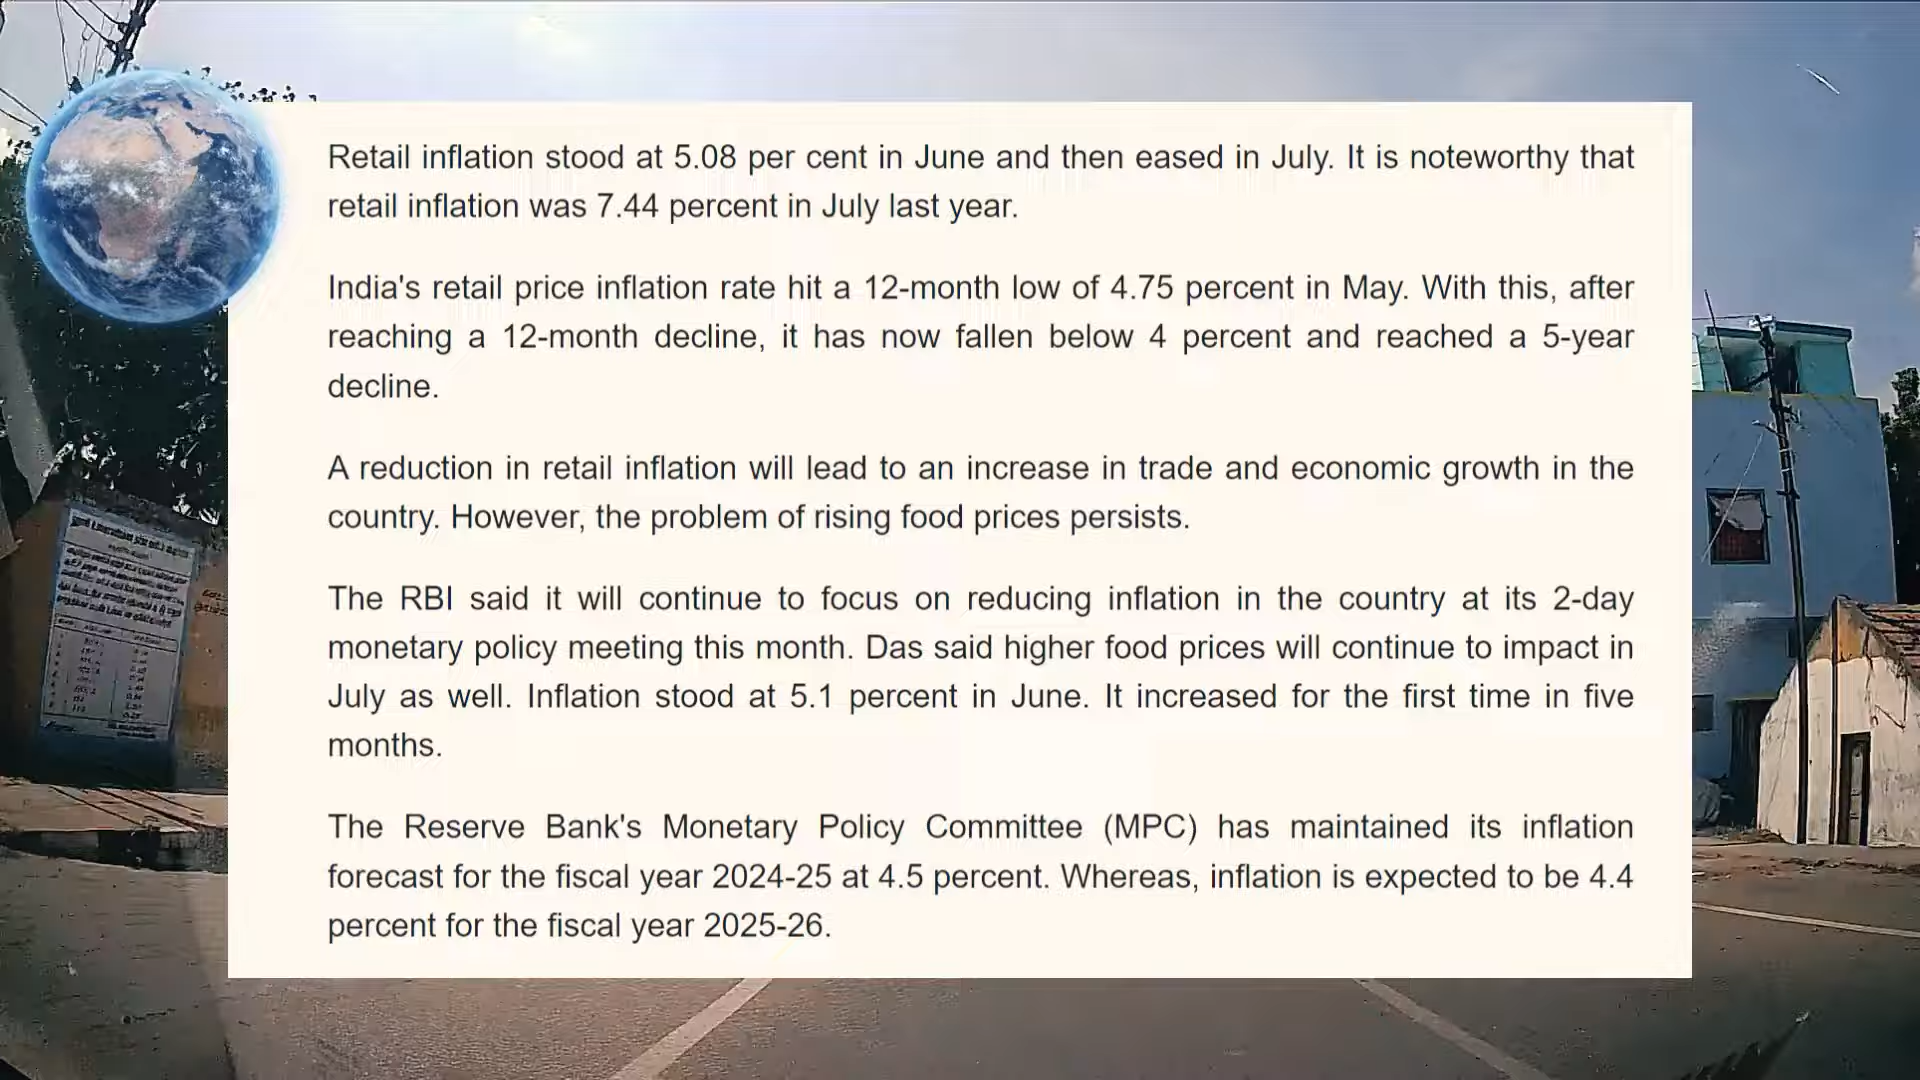 Retail inflation stood at 5.08 per cent in June and then eased in July. It is noteworthy that
retail inflation was 7.44 percent in July last year.
India's retail price inflation rate hit a 12-month low of 4.75 percent in May. With this, after
reaching a 12-month decline, it has now fallen below 4 percent and reached a 5-year
decline.
A reduction in retail inflation will lead to an increase in trade and economic growth in the
country. However, the problem of rising food prices persists.
The RBI said it will continue to focus on reducing inflation in the country at its 2-day
monetary policy meeting this month. Das said higher food prices will continue to impact in
July as well. Inflation stood at 5.1 percent in June. It increased for the first time in five
months.
The Reserve Bank's Monetary Policy Committee (MPC) has maintained its inflation
forecast for the fiscal year 2024-25 at 4.5 percent. Whereas, inflation is expected to be 4.4
percent for the fiscal year 2025-26.